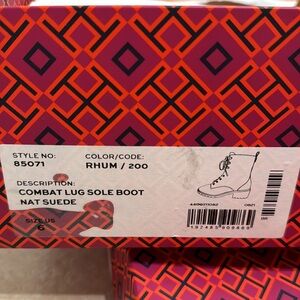 STYLE NO: COLOR/CODE:
85071 RHUM / 200
DESCRIPTION:
COMBAT LUG SOLE BOOT
NAT SUEDE
SIZE US
6